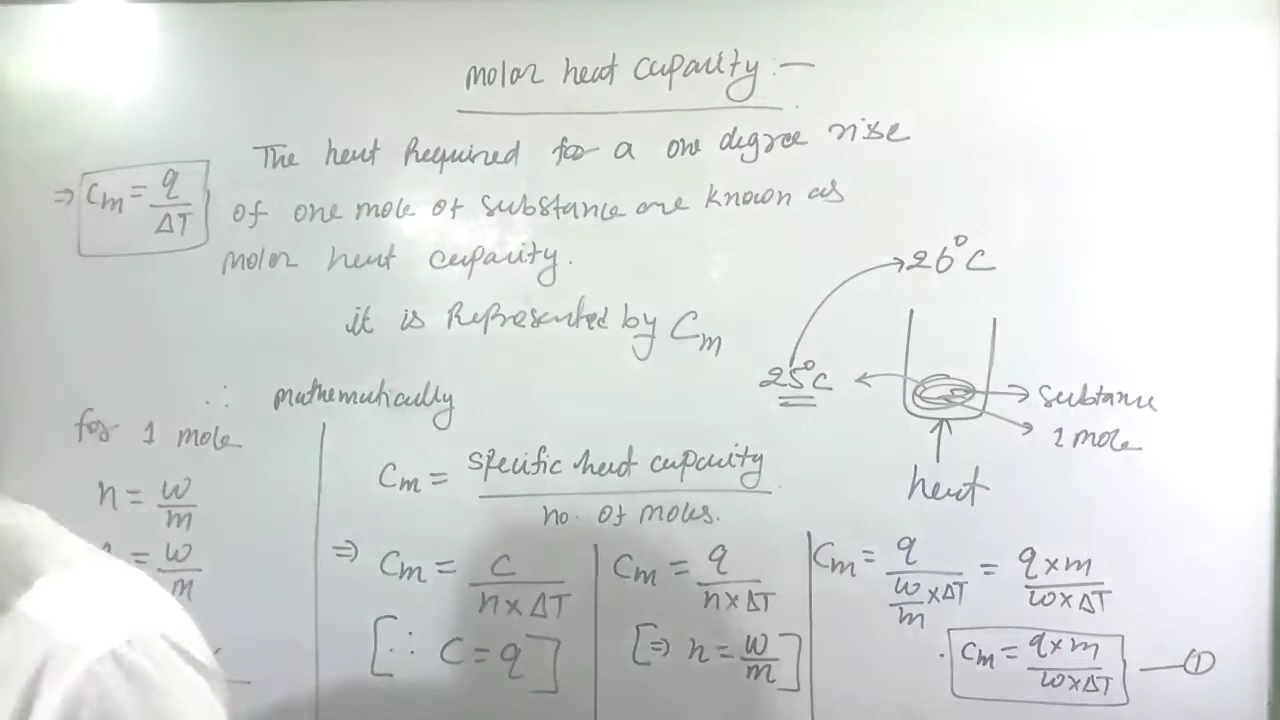 molar heat capacity :-
The heat Required for a one degree rise
of one mole of substance are known as
molar heat capacity.
it is Represented by Cm
⇒ Cm = q/ΔT
26°C
25°C
substance
1 mole
heat
∴ mathematically
for 1 mole
n = w/m
= w/m
Cm = specific heat capacity / no. of moles.
⇒ Cm = C / n×ΔT
[∴ C = q]
Cm = q / n×ΔT
[⇒ n = w/m]
Cm = q / w/m ×ΔT = q×m / w×ΔT
Cm = q×m / w×ΔT — ①